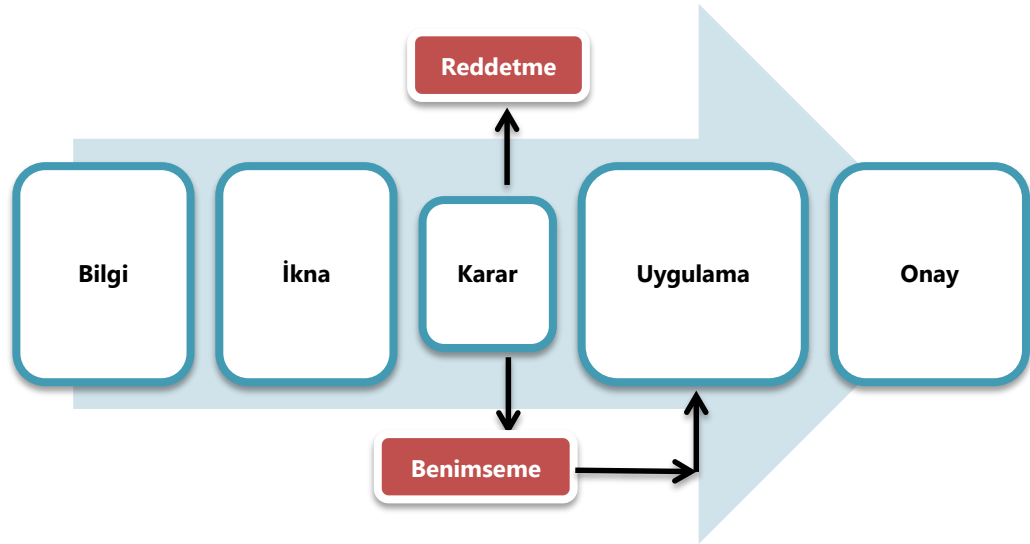 Reddetme
Bilgi
İkna
Karar
Uygulama
Onay
Benimseme